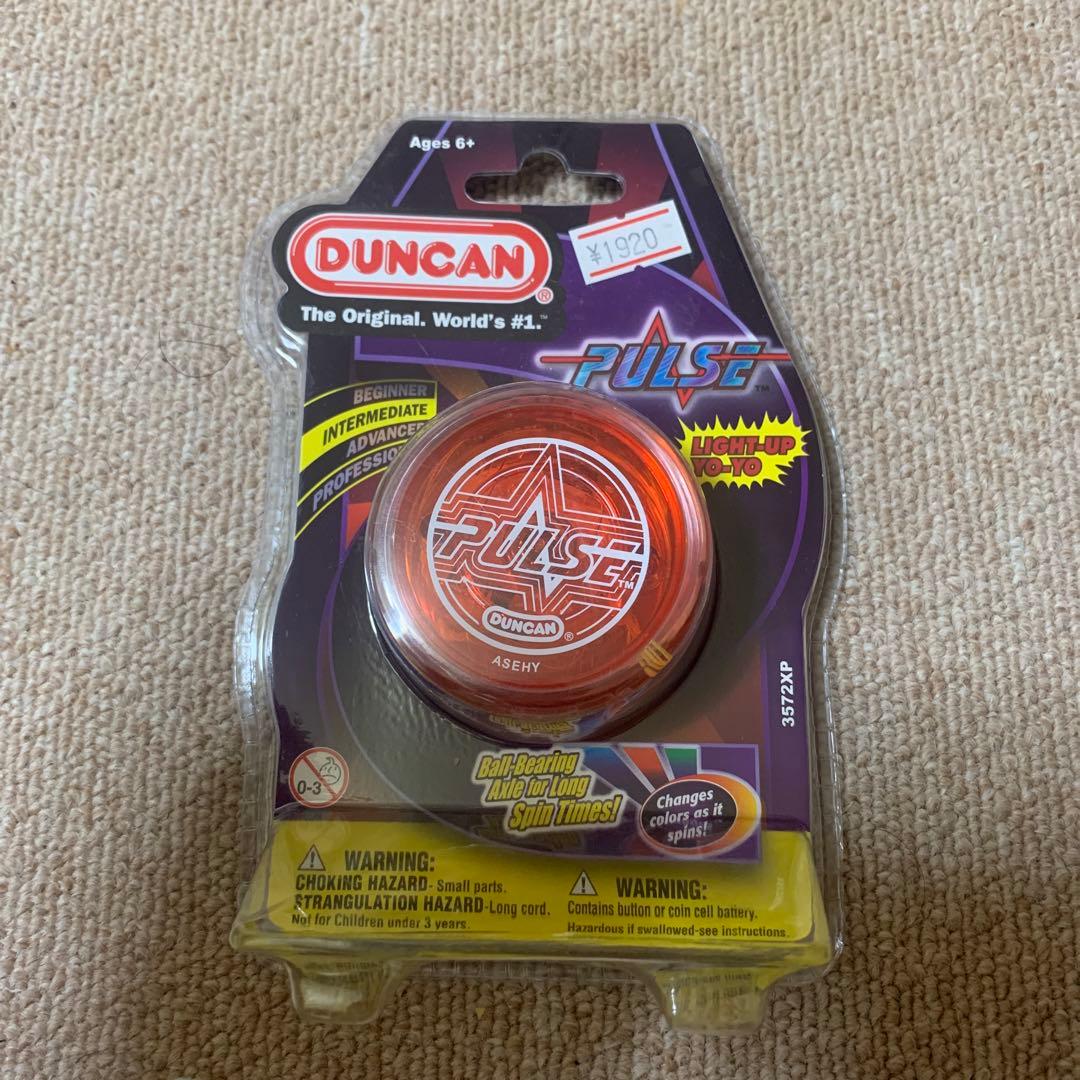 Ages 6+
DUNCAN®
¥1920
The Original. World's #1.™
PULSE™
BEGINNER
INTERMEDIATE
ADVANCED
LIGHT-UP
YO-YO
PULSE™
DUNCAN®
ASEHY
3572XP
Ball-Bearing
Axle for Long
Spin Times!
0-3
Changes
colors as it
spins!
WARNING:
CHOKING HAZARD- Small parts.
STRANGULATION HAZARD-Long cord.
Not for Children under 3 years.
WARNING:
Contains button or coin cell battery.
Hazardous if swallowed-see instructions.